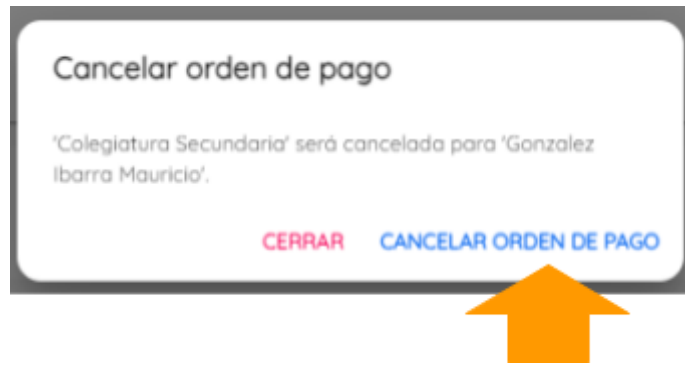 Cancelar orden de pago
'Colegiatura Secundaria' será cancelada para 'Gonzalez
Ibarra Mauricio'.
CERRAR CANCELAR ORDEN DE PAGO